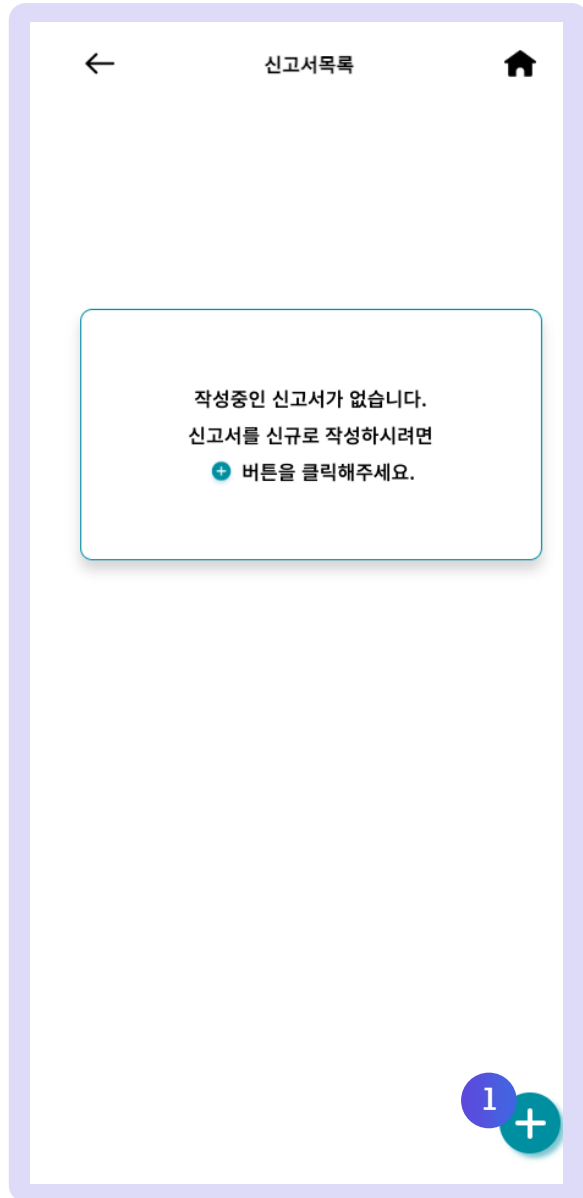 신고서목록
작성중인 신고서가 없습니다.
신고서를 신규로 작성하시려면
+ 버튼을 클릭해주세요.
1
+